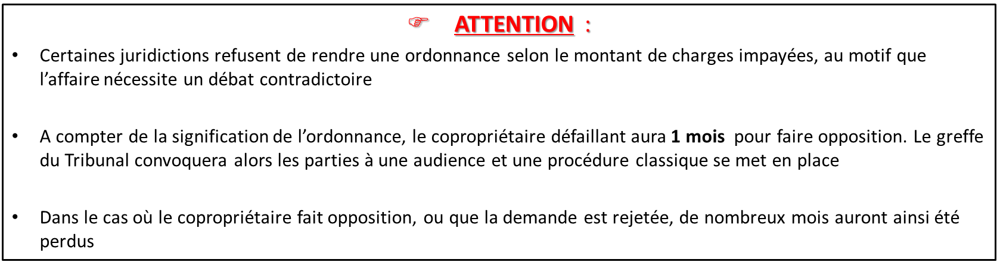 ☞ ATTENTION :
• Certaines juridictions refusent de rendre une ordonnance selon le montant de charges impayées, au motif que
l’affaire nécessite un débat contradictoire
• A compter de la signification de l’ordonnance, le copropriétaire défaillant aura 1 mois pour faire opposition. Le greffe
du Tribunal convoquera alors les parties à une audience et une procédure classique se met en place
• Dans le cas où le copropriétaire fait opposition, ou que la demande est rejetée, de nombreux mois auront ainsi été
perdus